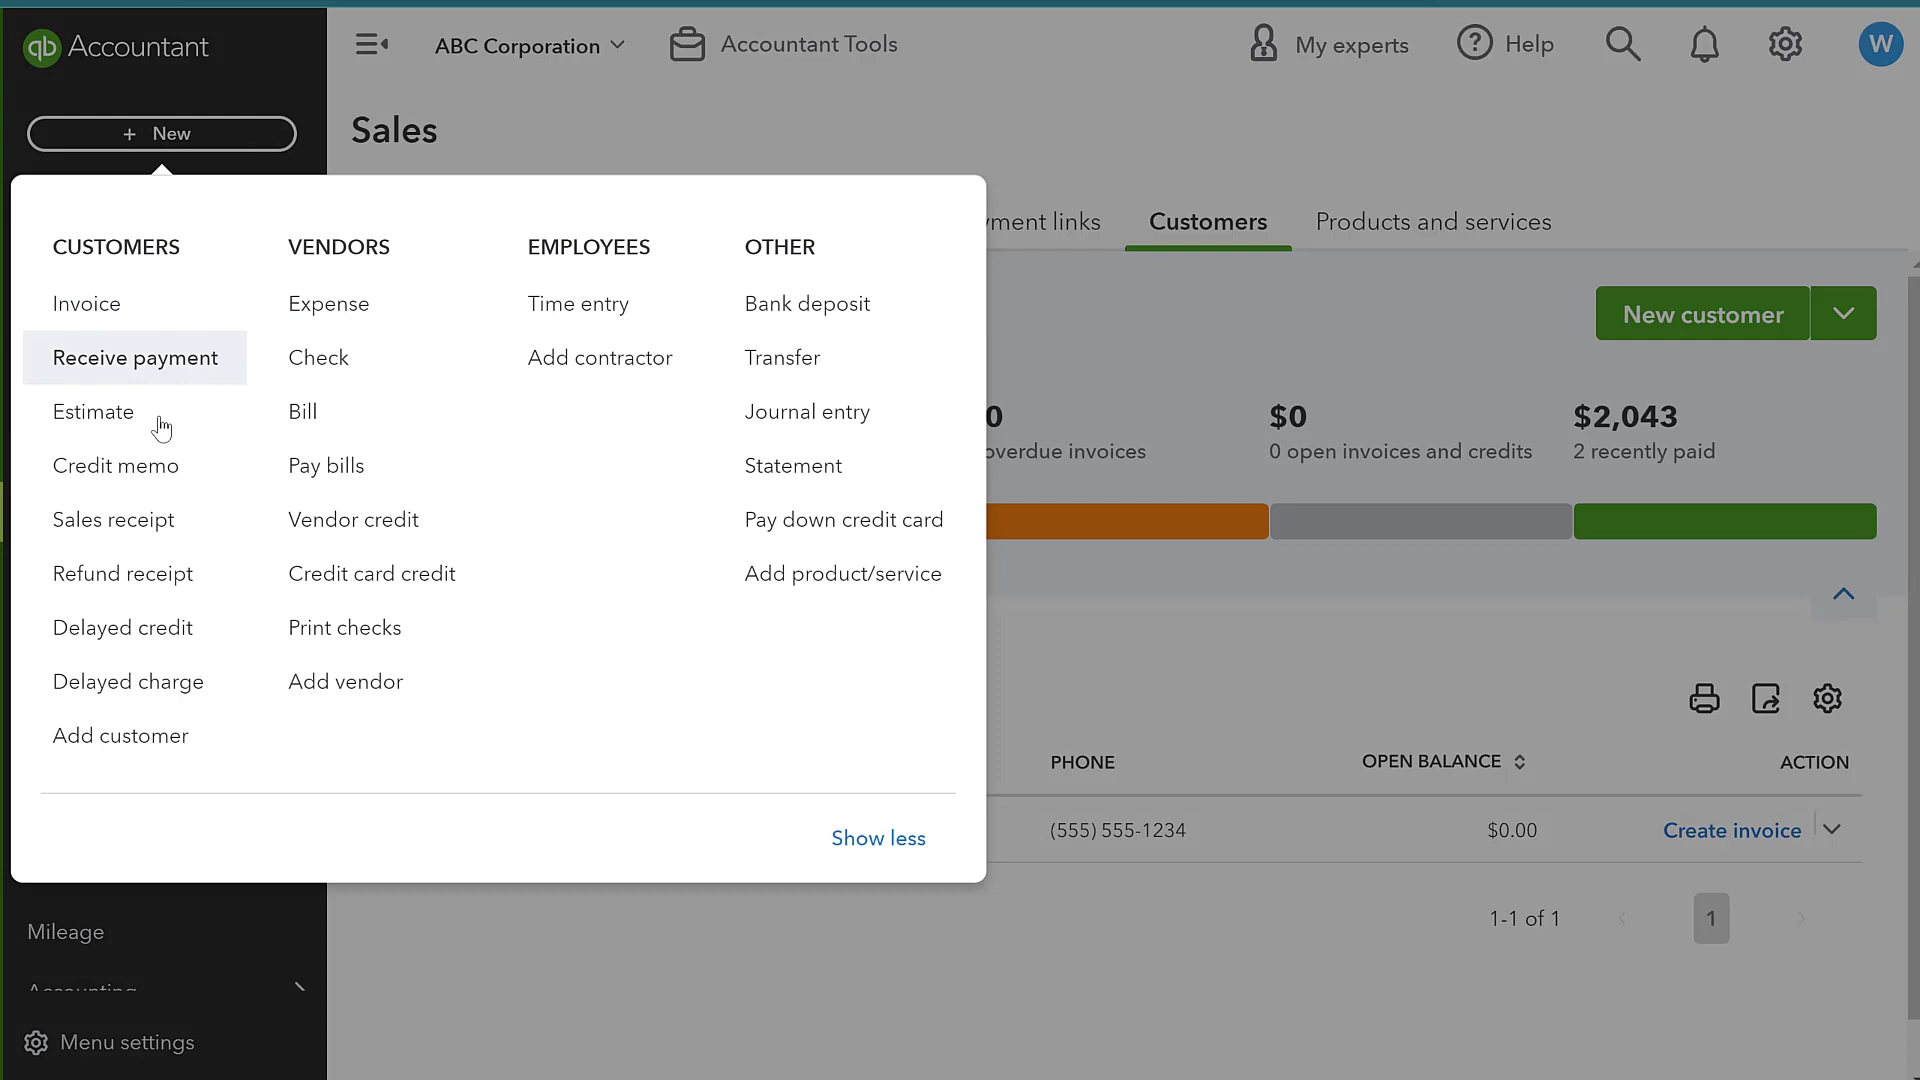 qb Accountant
ABC Corporation
Accountant Tools
My experts
Help
W
+ New
Sales
Customers
Products and services
links
CUSTOMERS
Invoice
Receive payment
Estimate
Credit memo
Sales receipt
Refund receipt
Delayed credit
Delayed charge
Add customer
VENDORS
Expense
Check
Bill
Pay bills
Vendor credit
Credit card credit
Print checks
Add vendor
EMPLOYEES
Time entry
Add contractor
OTHER
Bank deposit
Transfer
Journal entry
Statement
Pay down credit card
Add product/service
Show less
New customer
0
overdue invoices
$0
0 open invoices and credits
$2,043
2 recently paid
PHONE
OPEN BALANCE
ACTION
(555) 555-1234
$0.00
Create invoice
1-1 of 1
1
Mileage
Accounting
Menu settings